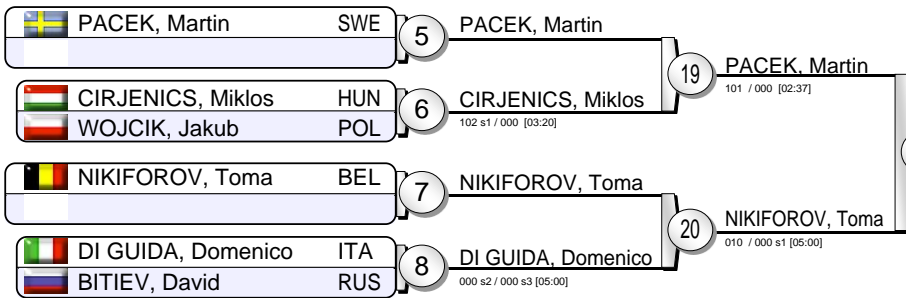 PACEK, Martin SWE
5
PACEK, Martin
CIRJENICS, Miklos HUN
WOJCIK, Jakub POL
6
CIRJENICS, Miklos
102 s1 / 000 [03:20]
19
PACEK, Martin
101 / 000 [02:37]
NIKIFOROV, Toma BEL
7
NIKIFOROV, Toma
DI GUIDA, Domenico ITA
BITIEV, David RUS
8
DI GUIDA, Domenico
000 s2 / 000 s3 [05:00]
20
NIKIFOROV, Toma
010 / 000 s1 [05:00]